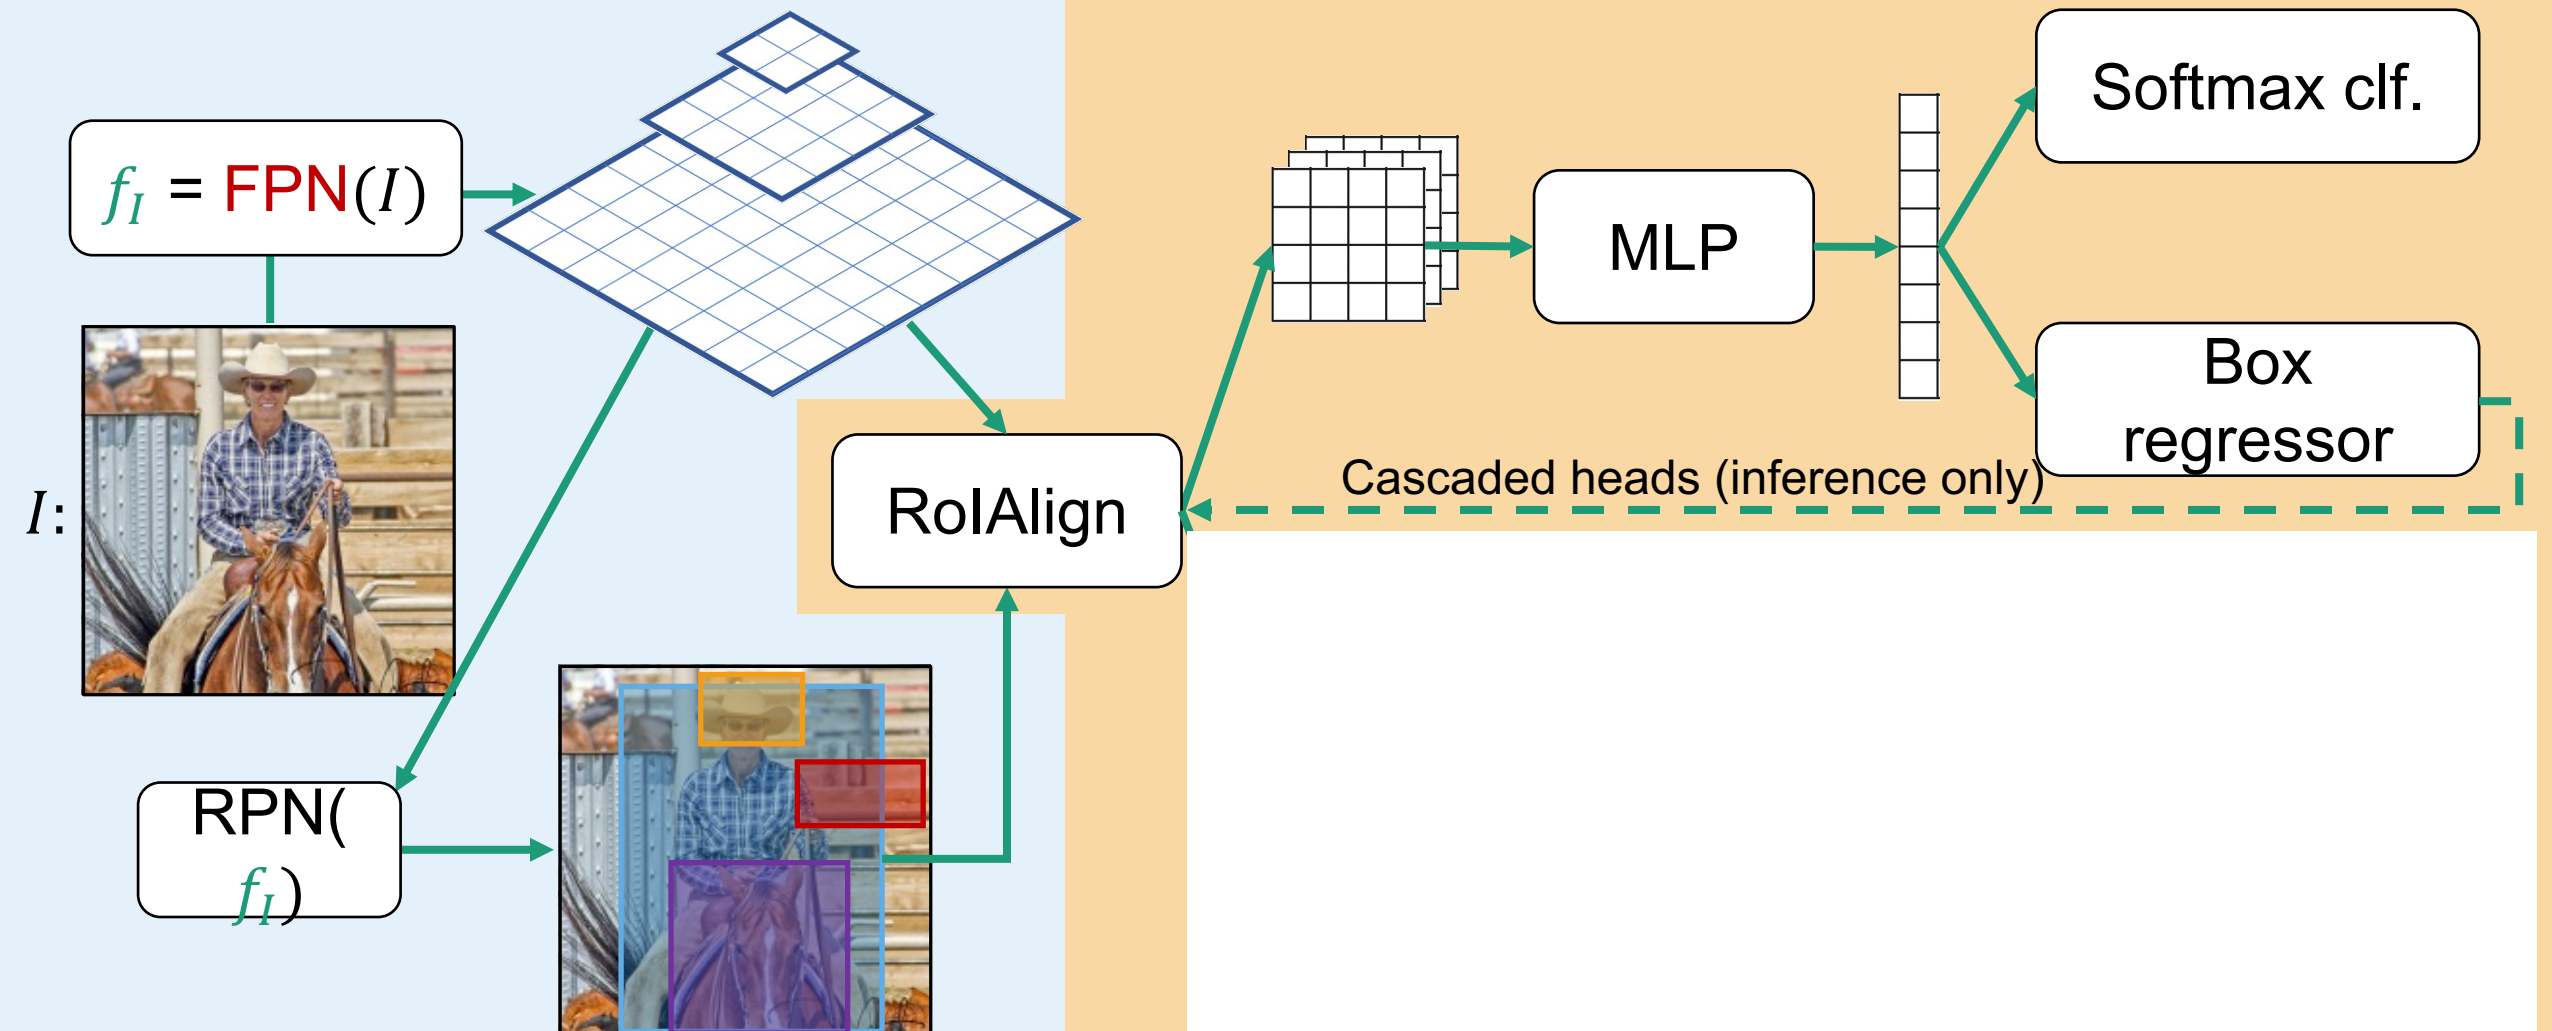 f_I = FPN(I)
I:
RPN(
f_I)
RoIAlign
MLP
Softmax clf.
Box
regressor
Cascaded heads (inference only)